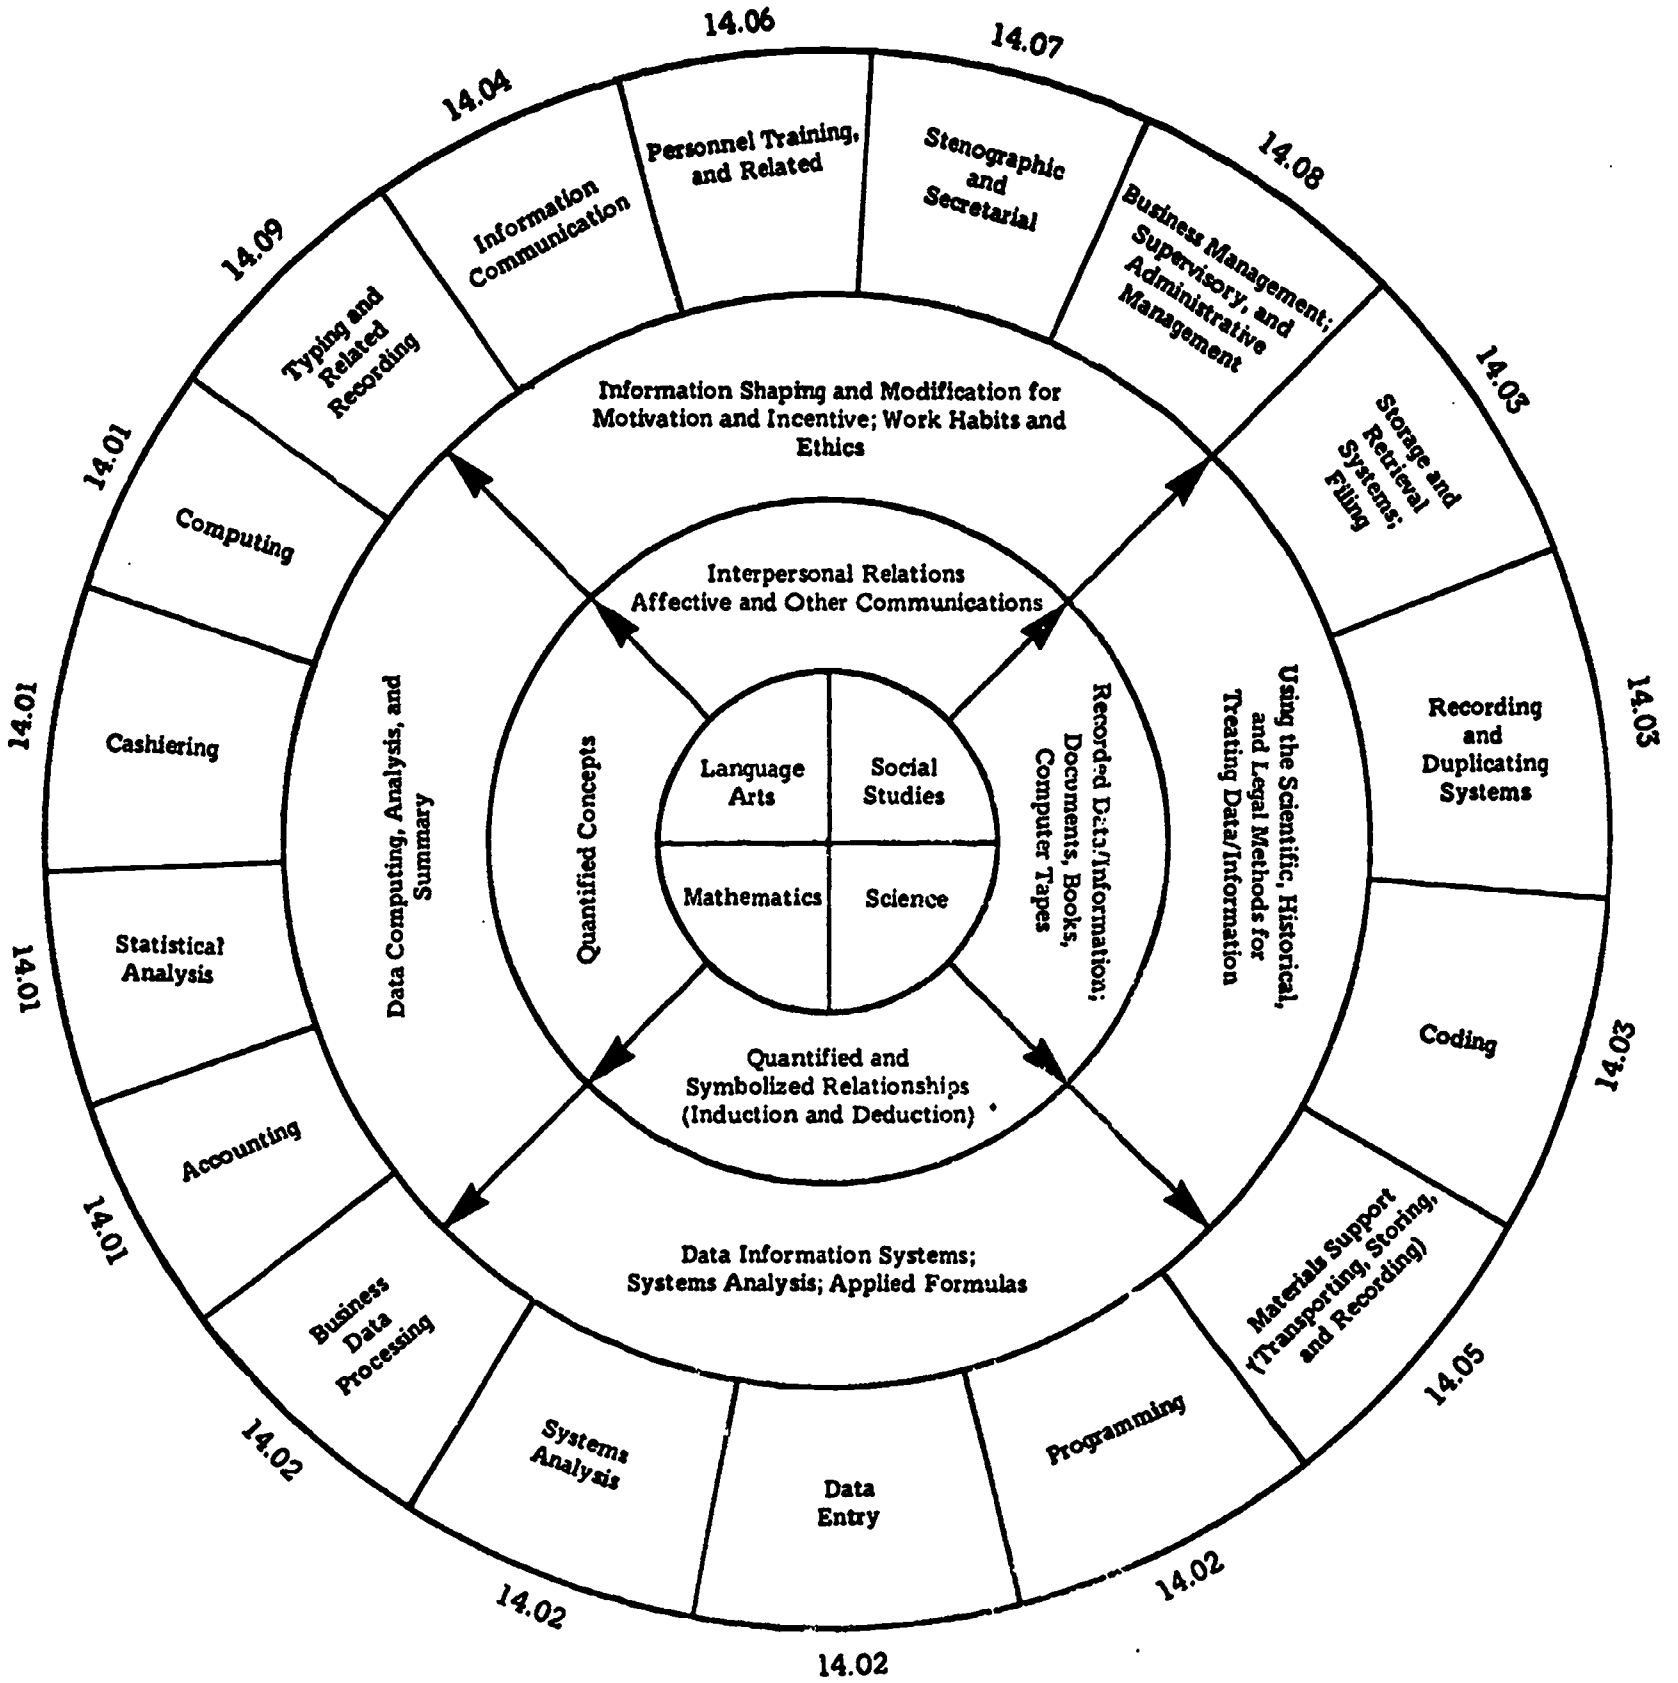 14.06
14.07
14.04
14.08
14.09
14.03
14.01
14.03
14.01
14.03
14.01
14.05
14.01
14.02
14.02
14.02
14.02
Personnel Training,
and Related
Stenographic
and
Secretarial
Business Management;
Supervisory, and
Administrative
Management
Storage and
Retrieval
Systems;
Filing
Recording
and
Duplicating
Systems
Coding
Materials Support
(Transporting, Storing,
and Recording)
Programming
Data
Entry
Systems
Analysis
Business
Data
Processing
Accounting
Statistical
Analysis
Cashiering
Computing
Typing and
Related
Recording
Information
Communication
Information Shaping and Modification for
Motivation and Incentive; Work Habits and
Ethics
Using the Scientific, Historical,
and Legal Methods for
Treating Data/Information
Data Information Systems;
Systems Analysis; Applied Formulas
Data Computing, Analysis, and
Summary
Interpersonal Relations
Affective and Other Communications
Recorded Data/Information;
Documents, Books,
Computer Tapes
Quantified and
Symbolized Relationships
(Induction and Deduction)
Quantified Concepts
Language
Arts
Social
Studies
Mathematics
Science